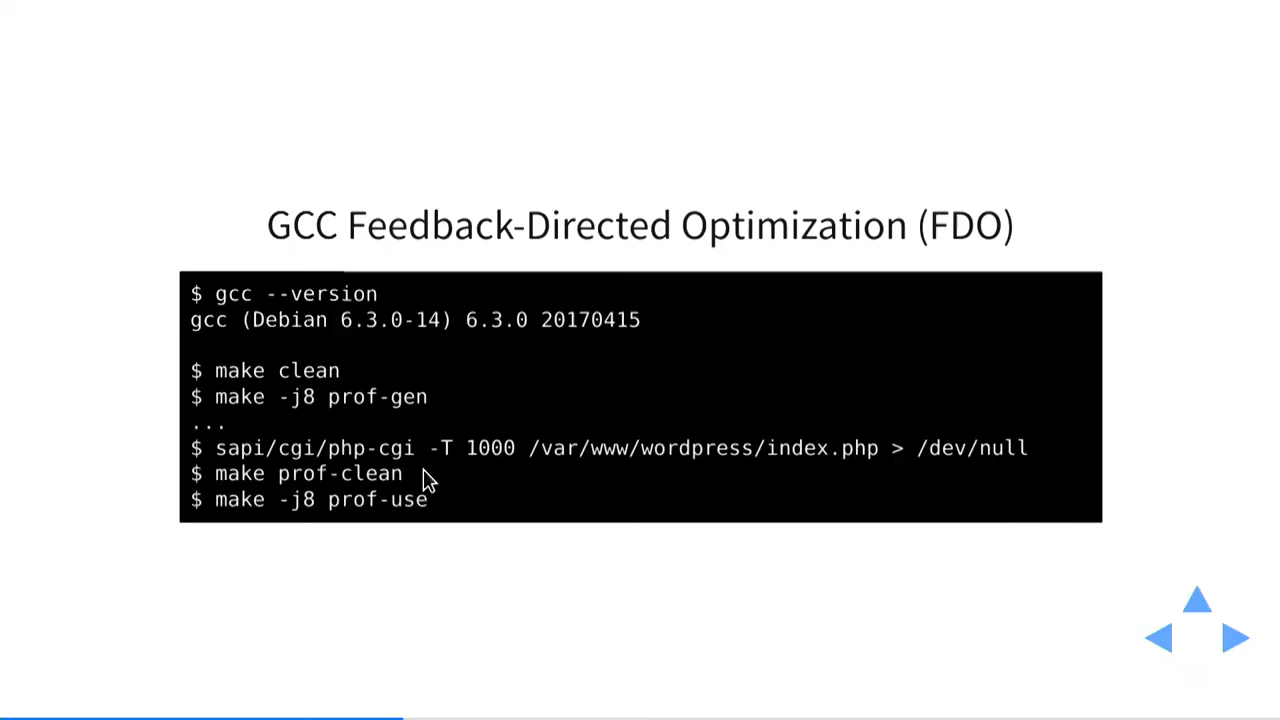 GCC Feedback-Directed Optimization (FDO)
$ gcc --version
gcc (Debian 6.3.0-14) 6.3.0 20170415
$ make clean
$ make -j8 prof-gen
...
$ sapi/cgi/php-cgi -T 1000 /var/www/wordpress/index.php > /dev/null
$ make prof-clean
$ make -j8 prof-use